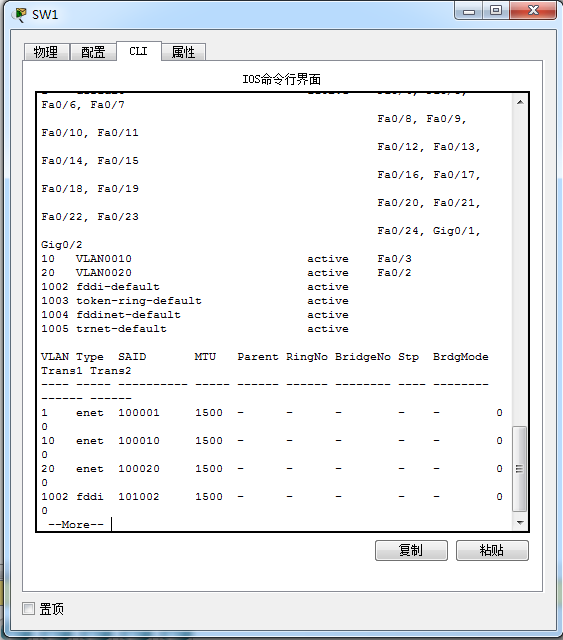 SW1
物理 配置 CLI 属性
IOS命令行界面
Fa0/6, Fa0/7
Fa0/8, Fa0/9,
Fa0/10, Fa0/11
Fa0/12, Fa0/13,
Fa0/14, Fa0/15
Fa0/16, Fa0/17,
Fa0/18, Fa0/19
Fa0/20, Fa0/21,
Fa0/22, Fa0/23
Fa0/24, Gig0/1,
Gig0/2
10 VLAN0010 active Fa0/3
20 VLAN0020 active Fa0/2
1002 fddi-default active
1003 token-ring-default active
1004 fddinet-default active
1005 trnet-default active
VLAN Type SAID MTU Parent RingNo BridgeNo Stp BrdgMode
Trans1 Trans2
---- ----- ---------- ----- ------ ------ -------- ---- --------
------ ------
1 enet 100001 1500 - - - - - 0
0
10 enet 100010 1500 - - - - - 0
0
20 enet 100020 1500 - - - - - 0
0
1002 fddi 101002 1500 - - - - - 0
0
--More--
复制 粘贴
置顶